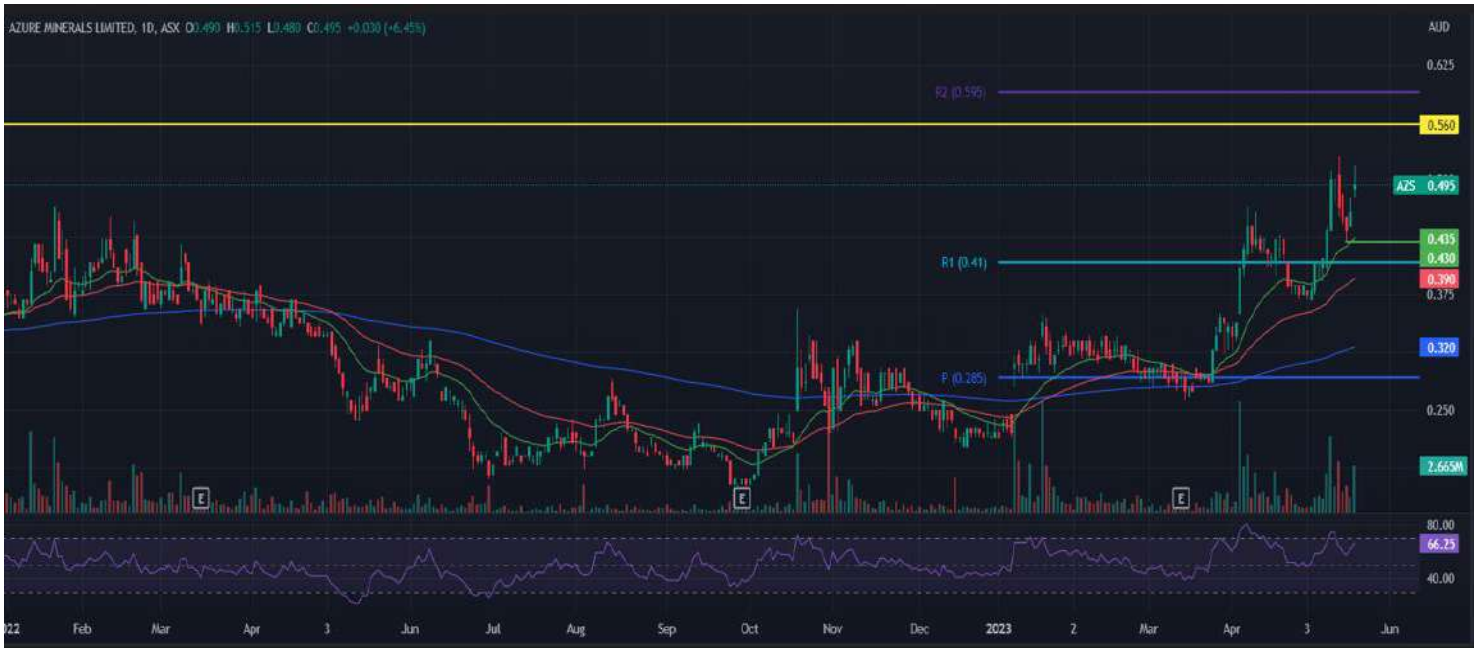 AZURE MINERALS LIMITED, 1D, ASX O0.490 H0.515 L0.480 C0.495 +0.030 (+6.45%)
AUD
0.625
R2 (0.595)
0.560
AZS 0.495
0.435
R1 (0.41)
0.430
0.390
0.375
0.320
P (0.285)
0.250
2.665M
E E E
80.00
66.25
40.00
Feb Mar Apr 3 Jun Jul Aug Sep Oct Nov Dec 2023 2 Mar Apr 3 Jun